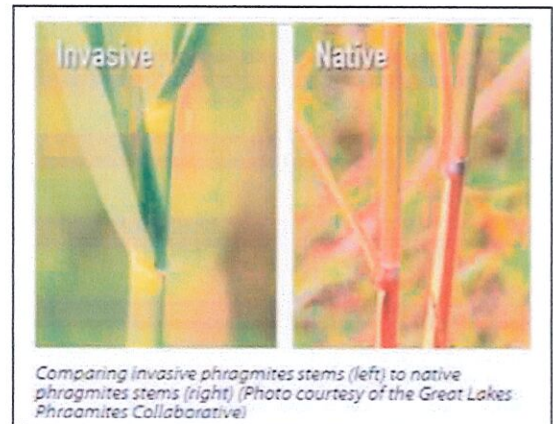 Invasive
Native
Comparing invasive phragmites stems (left) to native
phragmites stems (right) (Photo courtesy of the Great Lakes
Phragmites Collaborative)